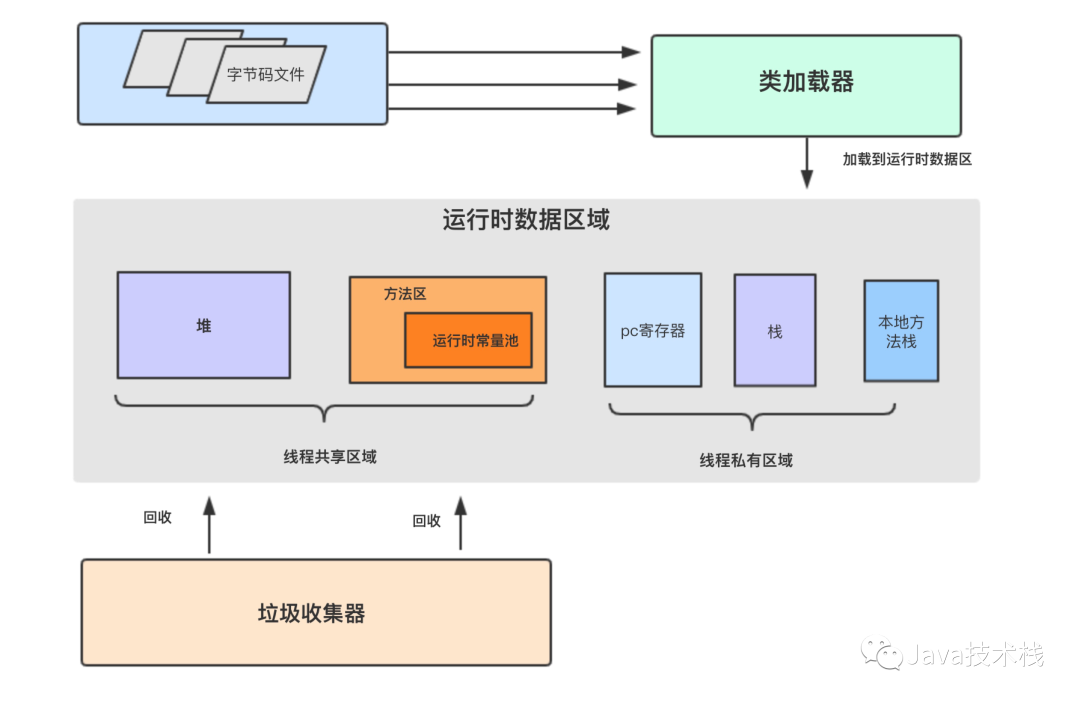 字节码文件
类加载器
加载到运行时数据区
运行时数据区域
堆
方法区
运行时常量池
pc寄存器
栈
本地方
法栈
线程共享区域
线程私有区域
回收
回收
垃圾收集器
Java技术栈